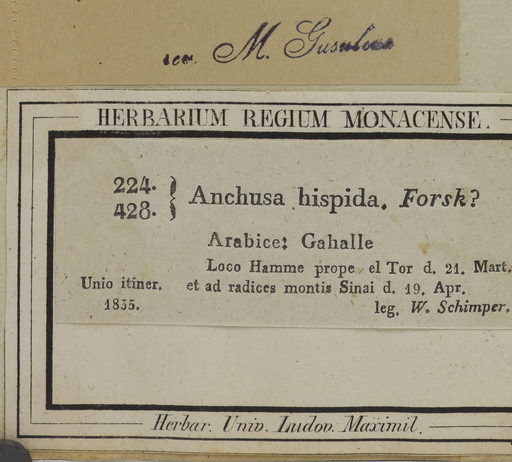 rev. M. Gusuleac
HERBARIUM REGIUM MONACENSE.
224.
428. } Anchusa hispida. Forsk?
Arabice: Gahalle
Loco Hamme prope el Tor d. 21. Mart.
Unio itiner. et ad radices montis Sinai d. 19. Apr.
1835. leg. W. Schimper.
Herbar. Univ. Ludov. Maximil.